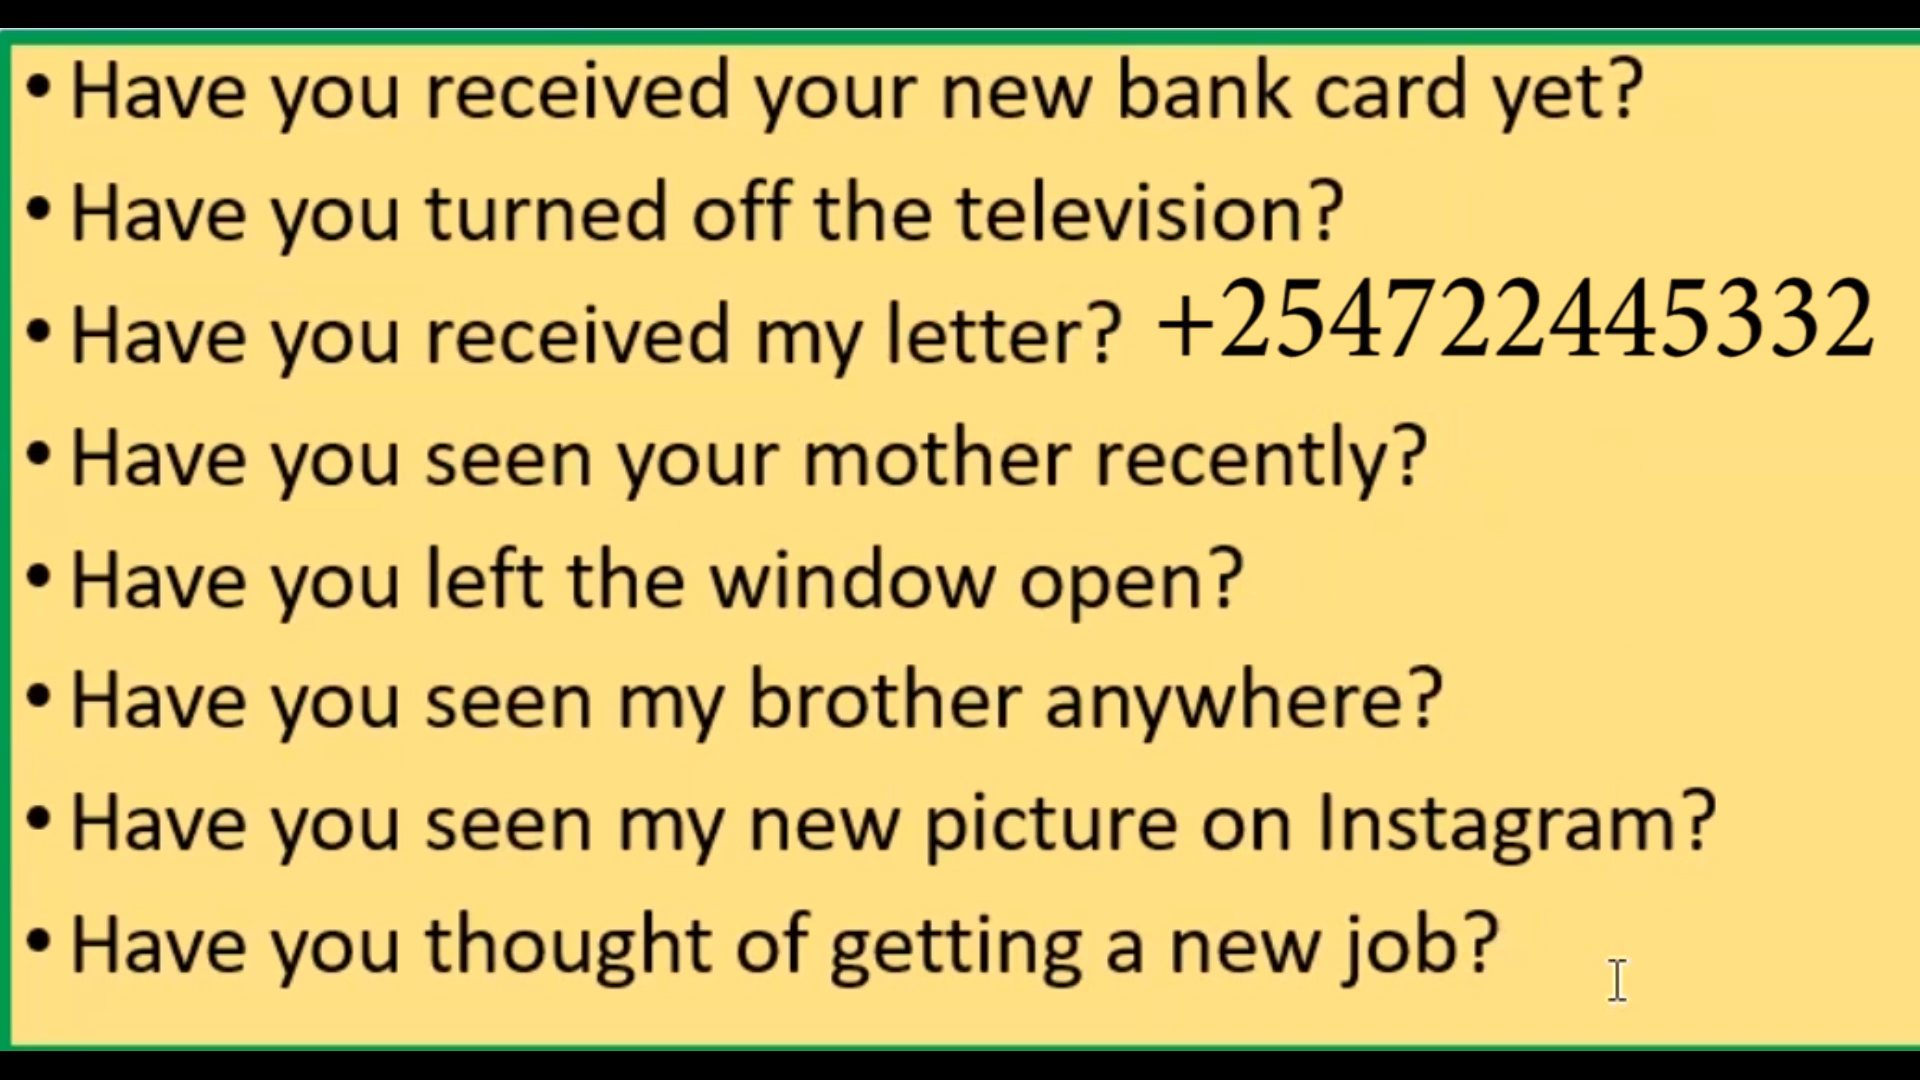 • Have you received your new bank card yet?
• Have you turned off the television?
• Have you received my letter? +254722445332
• Have you seen your mother recently?
• Have you left the window open?
• Have you seen my brother anywhere?
• Have you seen my new picture on Instagram?
• Have you thought of getting a new job?